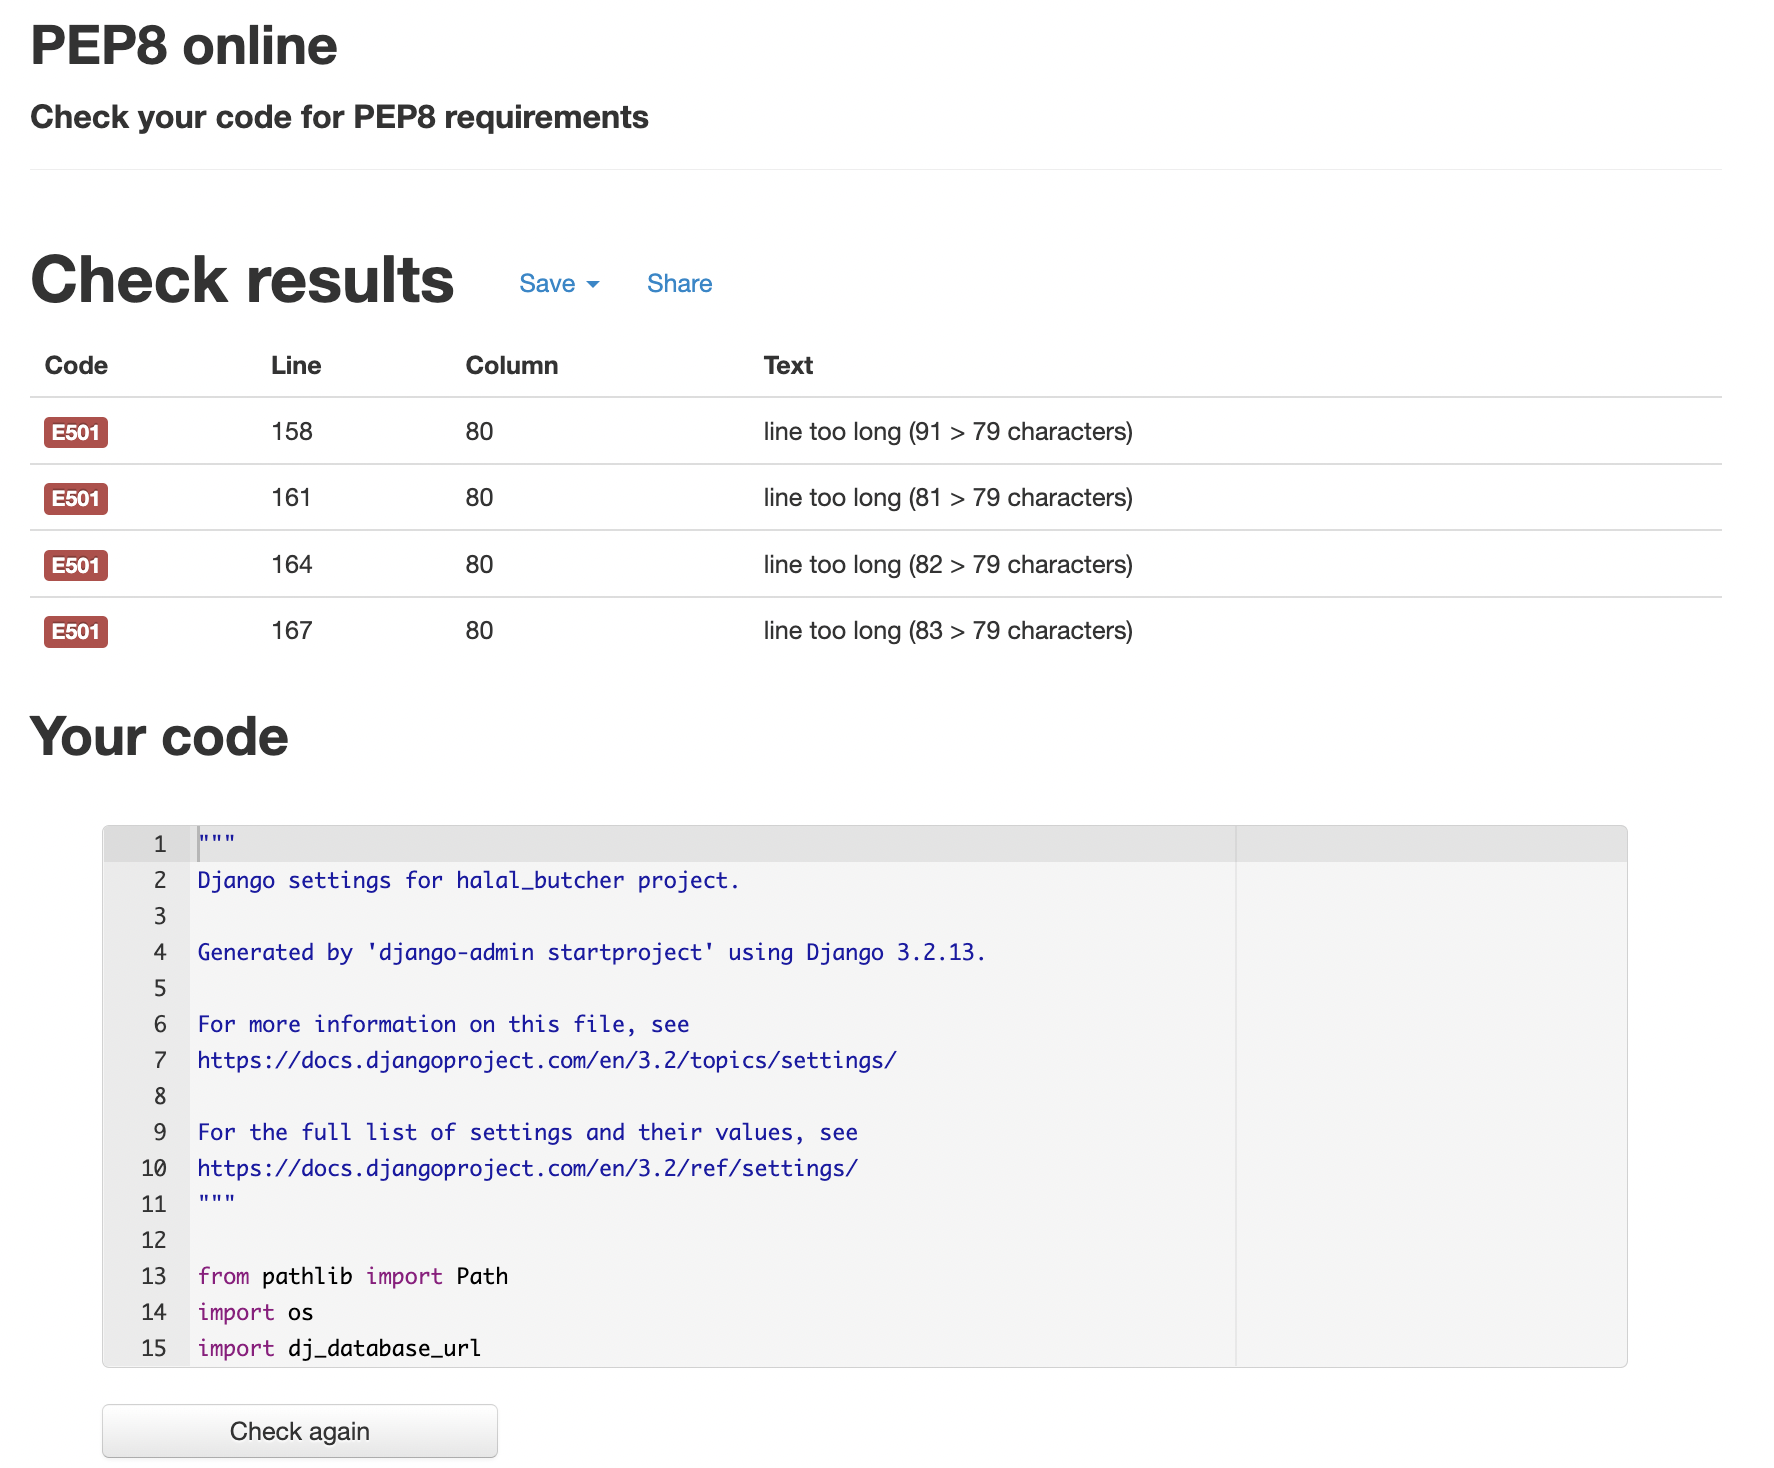 PEP8 online
Check your code for PEP8 requirements
Check results Save Share
Code Line Column Text
E501 158 80 line too long (91 > 79 characters)
E501 161 80 line too long (81 > 79 characters)
E501 164 80 line too long (82 > 79 characters)
E501 167 80 line too long (83 > 79 characters)
Your code
1 """
2 Django settings for halal_butcher project.
3
4 Generated by 'django-admin startproject' using Django 3.2.13.
5
6 For more information on this file, see
7 https://docs.djangoproject.com/en/3.2/topics/settings/
8
9 For the full list of settings and their values, see
10 https://docs.djangoproject.com/en/3.2/ref/settings/
11 """
12
13 from pathlib import Path
14 import os
15 import dj_database_url
Check again